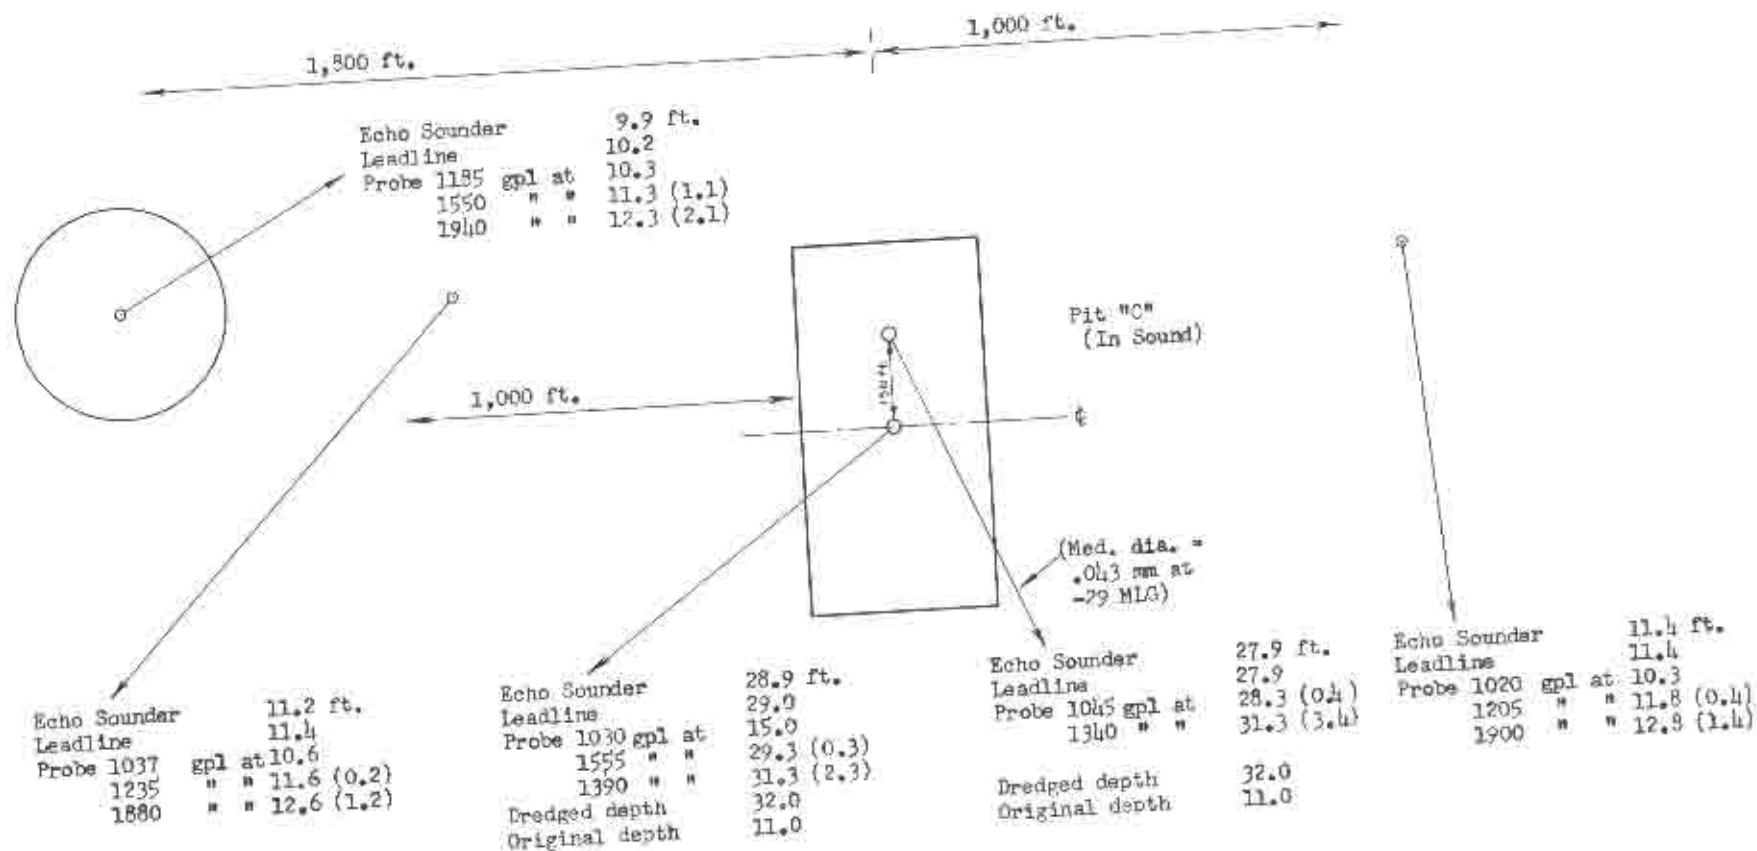 1,800 ft.
1,000 ft.
Echo Sounder 9.9 ft.
Leadline 10.2
Probe 1185 gpl at 10.3
1550 " " 11.3 (1.1)
1940 " " 12.3 (2.1)
Pit "C"
(In Sound)
150 ft.
1,000 ft.
℄
(Med. dia. =
.043 mm at
-29 MLG)
Echo Sounder 11.2 ft.
Leadline 11.4
Probe 1037 gpl at 10.6
1235 " " 11.6 (0.2)
1880 " " 12.6 (1.2)
Echo Sounder 28.9 ft.
Leadline 29.0
Probe 1030 gpl at 15.0
1555 " " 29.3 (0.3)
1390 " " 31.3 (2.3)
Dredged depth 32.0
Original depth 11.0
Echo Sounder 27.9 ft.
Leadline 27.9
Probe 1045 gpl at 28.3 (0.4)
1340 " " 31.3 (3.4)
Dredged depth 32.0
Original depth 11.0
Echo Sounder 11.4 ft.
Leadline 11.4
Probe 1020 gpl at 10.3
1205 " " 11.8 (0.4)
1900 " " 12.8 (1.4)